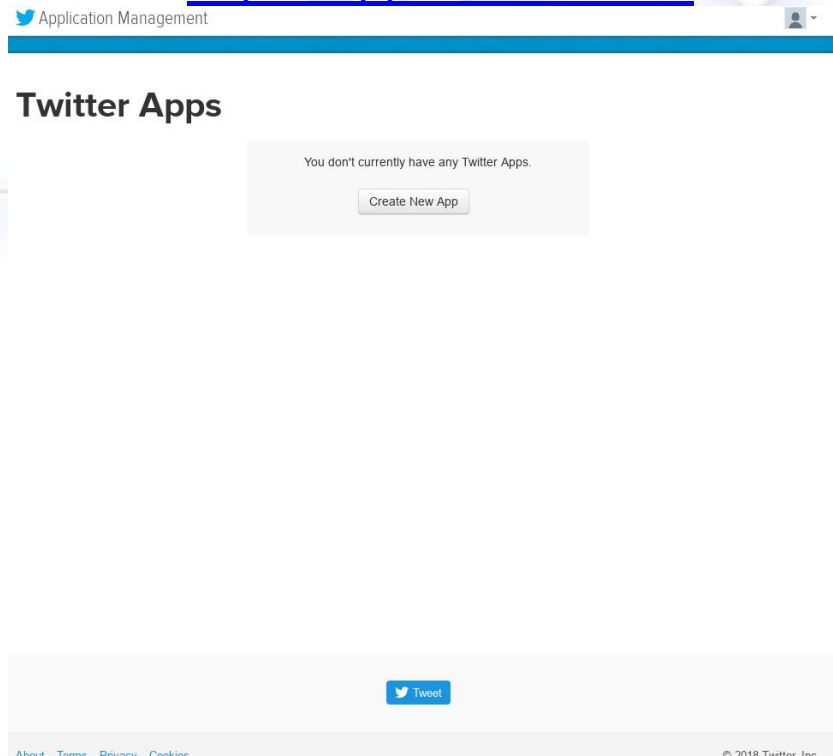 Application Management
Twitter Apps
You don't currently have any Twitter Apps.
Create New App
Tweet
About Terms Privacy Cookies
© 2018 Twitter, Inc.